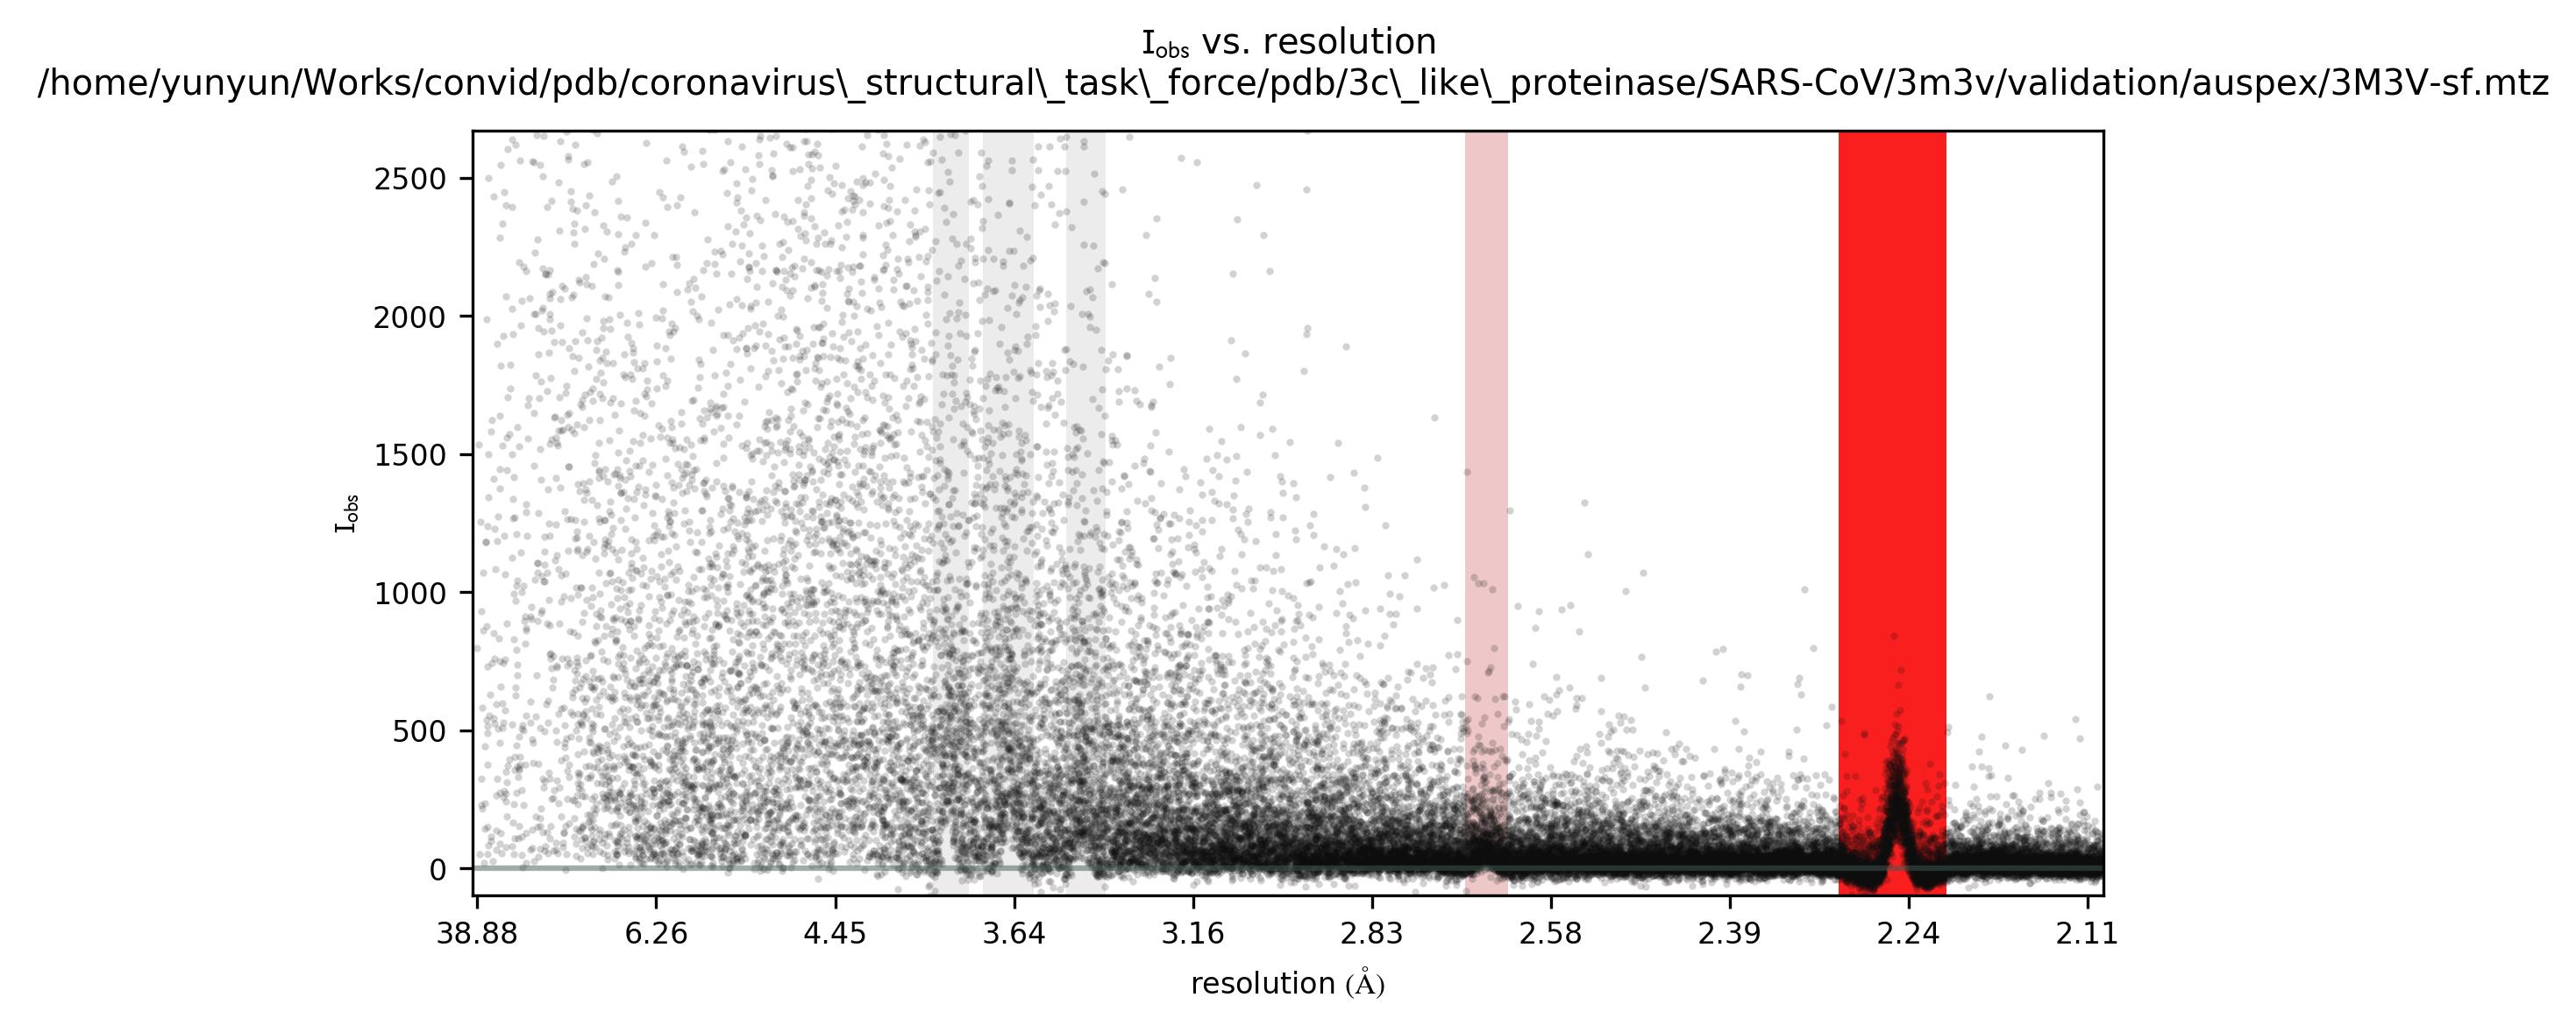 Iobs vs. resolution
/home/yunyun/Works/convid/pdb/coronavirus\_structural\_task\_force/pdb/3c\_like\_proteinase/SARS-CoV/3m3v/validation/auspex/3M3V-sf.mtz
2500
2000
1500
1000
500
0
Iobs
38.88 6.26 4.45 3.64 3.16 2.83 2.58 2.39 2.24 2.11
resolution (Å)